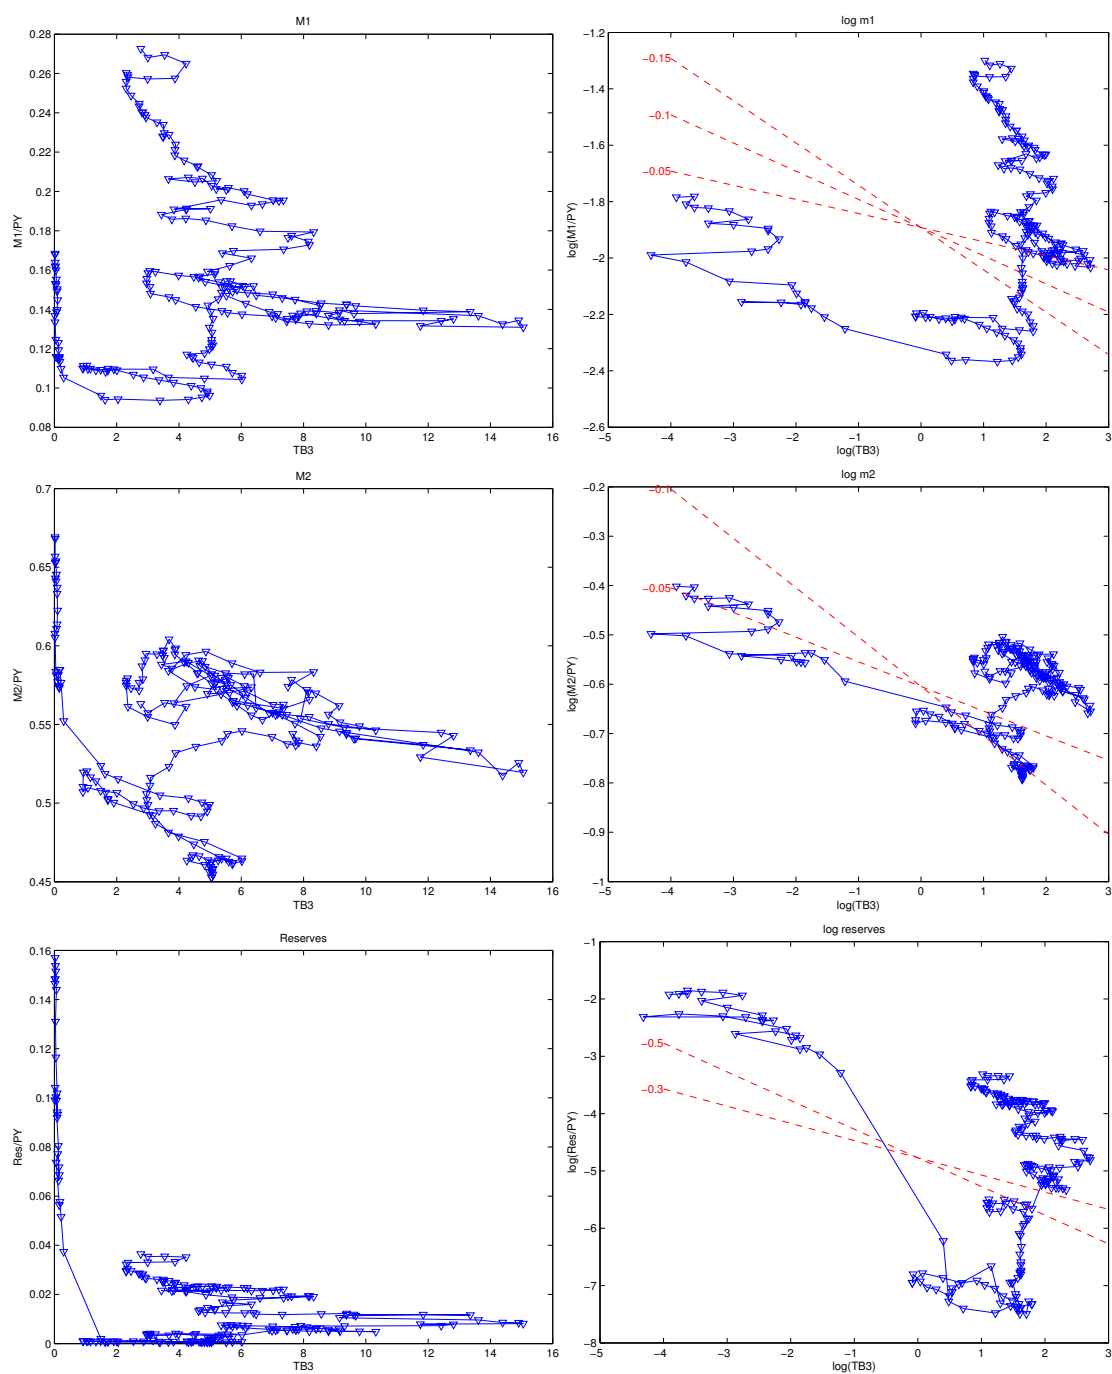 M1
0.28
0.26
0.24
0.22
0.2
0.18
0.16
0.14
0.12
0.1
0.08
M1/PY
0 2 4 6 8 10 12 14 16
TB3
log m1
−1.2
−1.4
−1.6
−1.8
−2
−2.2
−2.4
−2.6
log(M1/PY)
−0.15
−0.1
−0.05
−5 −4 −3 −2 −1 0 1 2 3
log(TB3)
M2
0.7
0.65
0.6
0.55
0.5
0.45
M2/PY
0 2 4 6 8 10 12 14 16
TB3
log m2
−0.2
−0.3
−0.4
−0.5
−0.6
−0.7
−0.8
−0.9
−1
log(M2/PY)
−0.1
−0.05
−5 −4 −3 −2 −1 0 1 2 3
log(TB3)
Reserves
0.16
0.14
0.12
0.1
0.08
0.06
0.04
0.02
0
Res/PY
0 2 4 6 8 10 12 14 16
TB3
log reserves
−1
−2
−3
−4
−5
−6
−7
−8
log(Res/PY)
−0.5
−0.3
−5 −4 −3 −2 −1 0 1 2 3
log(TB3)